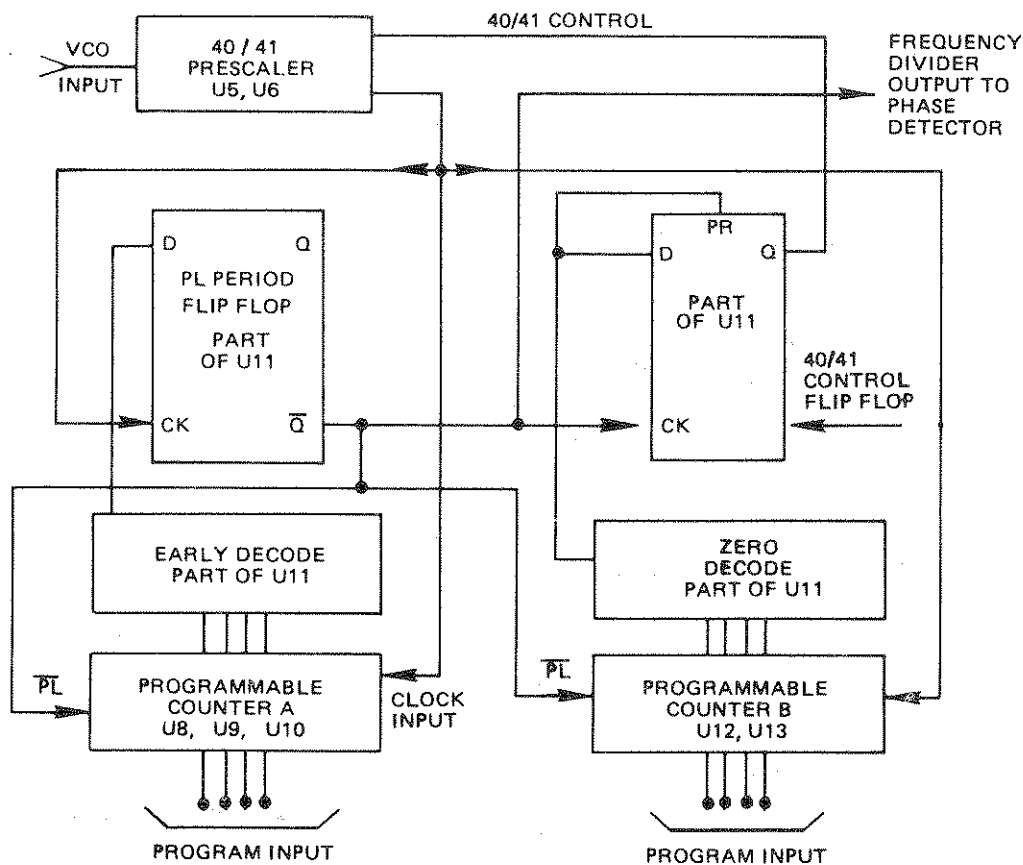 40/41 CONTROL
VCO
INPUT
40 / 41
PRESCALER
U5, U6
FREQUENCY
DIVIDER
OUTPUT TO
PHASE
DETECTOR
D
Q
PL PERIOD
FLIP FLOP
PART
OF U11
CK
Q
PR
D
Q
PART
OF U11
CK
40/41
CONTROL
FLIP FLOP
EARLY DECODE
PART OF U11
ZERO
DECODE
PART OF U11
PL
PROGRAMMABLE
COUNTER A
U8, U9, U10
CLOCK
INPUT
PL
PROGRAMMABLE
COUNTER B
U12, U13
PROGRAM INPUT
PROGRAM INPUT